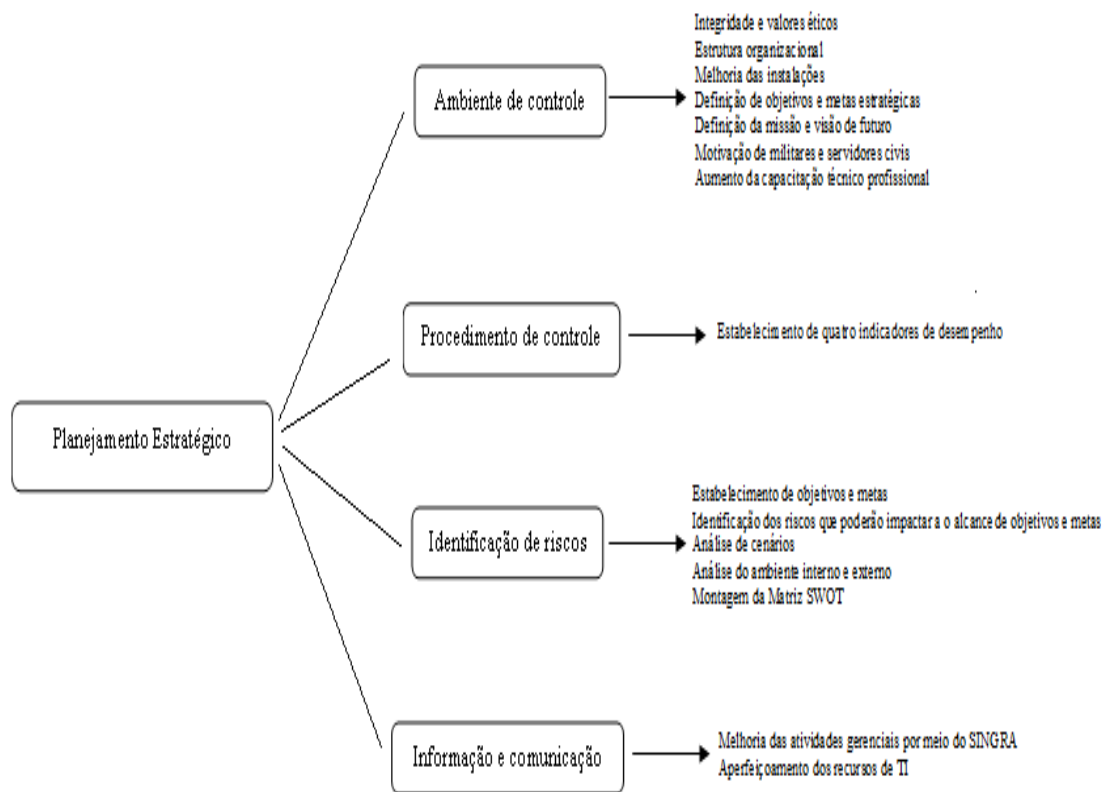 Integridade e valores éticos
Estrutura organizacional
Melhoria das instalações
Ambiente de controle
Definição de objetivos e metas estratégicas
Definição da missão e visão de futuro
Motivação de militares e servidores civis
Aumento da capacitação técnico profissional
Procedimento de controle
Estabelecimento de quatro indicadores de desempenho
Planejamento Estratégico
Estabelecimento de objetivos e metas
Identificação dos riscos que poderão impactar a o alcance de objetivos e metas
Identificação de riscos
Análise de cenários
Análise do ambiente interno e externo
Montagem da Matriz SWOT
Informação e comunicação
Melhoria das atividades gerenciais por meio do SINGRA
Aperfeiçoamento dos recursos de TI